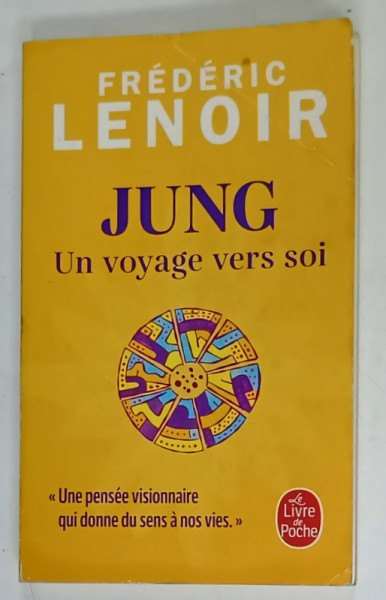 FRÉDÉRIC
LENOIR
JUNG
Un voyage vers soi
« Une pensée visionnaire
qui donne du sens à nos vies. »
Le
Livre
de
Poche